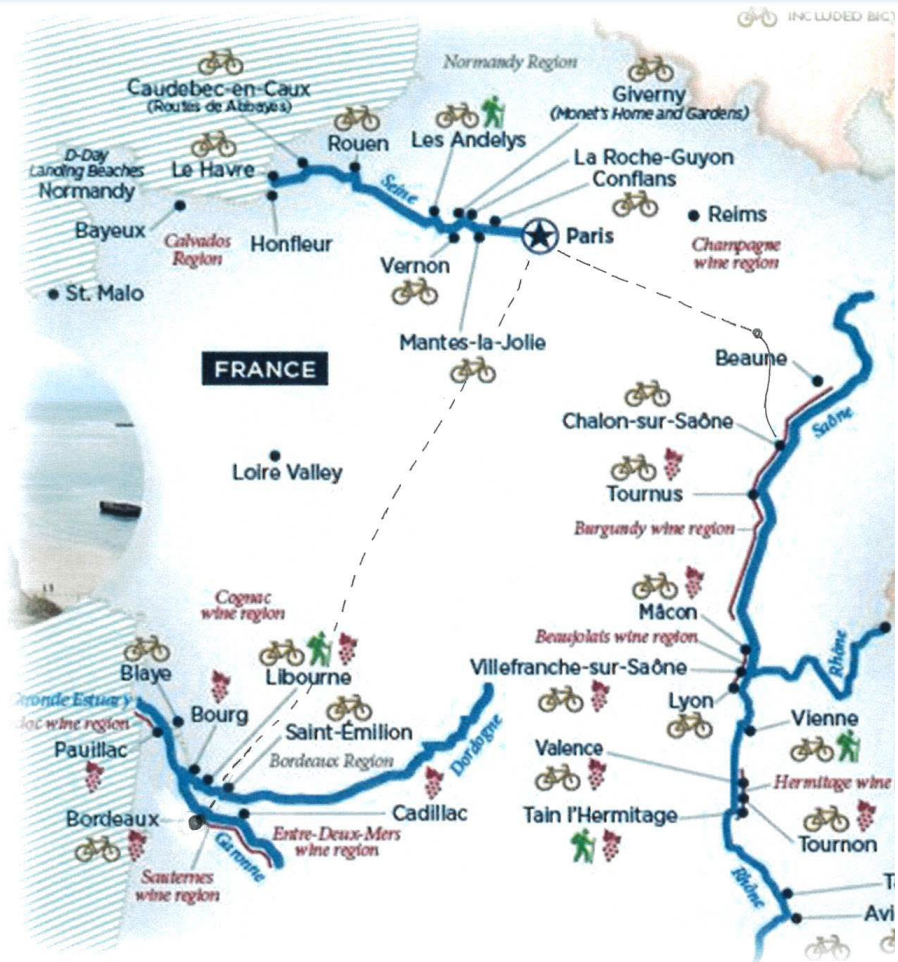 INCLUDED BICY
Normandy Region
Caudebec-en-Caux
(Routes de Abbayes)
Giverny
(Monet's Home and Gardens)
Rouen
Les Andelys
D-Day
Landing Beaches
Normandy
Le Havre
La Roche-Guyon
Conflans
Seine
Reims
Bayeux
Calvados
Region
Honfleur
Paris
Champagne
wine region
Vernon
St. Malo
Mantes-la-Jolie
FRANCE
Beaune
Chalon-sur-Saône
Saône
Loire Valley
Tournus
Burgundy wine region
Cognac
wine region
Mâcon
Beaujolais wine region
Blaye
Libourne
Villefranche-sur-Saône
Rhône
Estuary
wine region
Bourg
Lyon
Saint-Émilion
Vienne
Pauillac
Bordeaux Region
Dordogne
Valence
Hermitage wine
Bordeaux
Cadillac
Tain l'Hermitage
Entre-Deux-Mers
wine region
Tournon
Garonne
Sauternes
wine region
Rhône
T
Avi